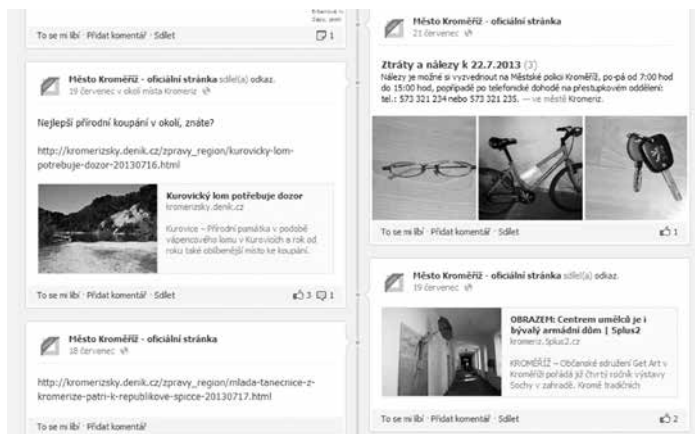 To se mi líbí · Přidat komentář · Sdílet
1
Město Kroměříž - oficiální stránka sdílel(a) odkaz.
19 červenec v okolí místa Kromeriz
Nejlepší přírodní koupání v okolí, znáte?
http://kromerizsky.denik.cz/zpravy_region/kurovicky-lom-
potrebuje-dozor-20130716.html
Kurovický lom potřebuje dozor
kromerizsky.denik.cz
Kurovice – Přírodní památka v podobě
vápencového lomu v Kurovicích a rok od
roku také oblíbenější místo ke koupání.
To se mi líbí · Přidat komentář · Sdílet
3 1
Město Kroměříž - oficiální stránka
18 červenec
http://kromerizsky.denik.cz/zpravy_region/mlada-tanecnice-z-
kromerize-patri-k-republikove-spicce-20130717.html
To se mi líbí · Přidat komentář
Město Kroměříž - oficiální stránka
21 červenec
Ztráty a nálezy k 22.7.2013 (3)
Nálezy je možné si vyzvednout na Městské policii Kroměříž, po-pá od 7:00 hod
do 15:00 hod, popřípadě po telefonické dohodě na přestupkovém oddělení:
tel.: 573 321 234 nebo 573 321 235. — ve městě Kromeriz.
To se mi líbí · Přidat komentář · Sdílet
1
Město Kroměříž - oficiální stránka sdílel(a) odkaz.
19 červenec
OBRAZEM: Centrem umělců je i
bývalý armádní dům | 5plus2
kromeriz.5plus2.cz
KROMĚŘÍŽ – Občanské sdružení Get Art v
Kroměříži pořádá již čtvrtý ročník výstavy
Sochy v zahradě. Kromě tradičních
To se mi líbí · Přidat komentář · Sdílet
2